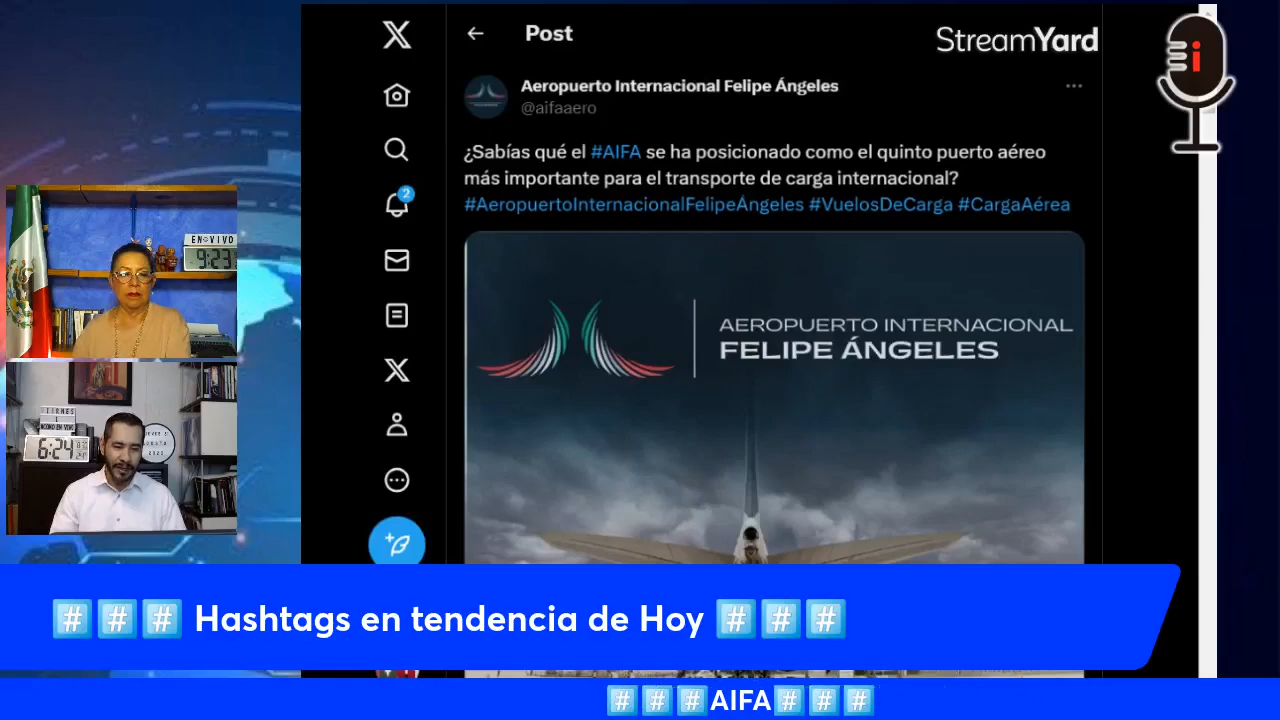 Post
StreamYard
Aeropuerto Internacional Felipe Ángeles
@aifaaero
¿Sabías qué el #AIFA se ha posicionado como el quinto puerto aéreo
más importante para el transporte de carga internacional?
#AeropuertoInternacionalFelipeÁngeles #VuelosDeCarga #CargaAérea
2
AEROPUERTO INTERNACIONAL
FELIPE ÁNGELES
i
EN VIVO
9:23
6:24
### Hashtags en tendencia de Hoy ###
###AIFA###